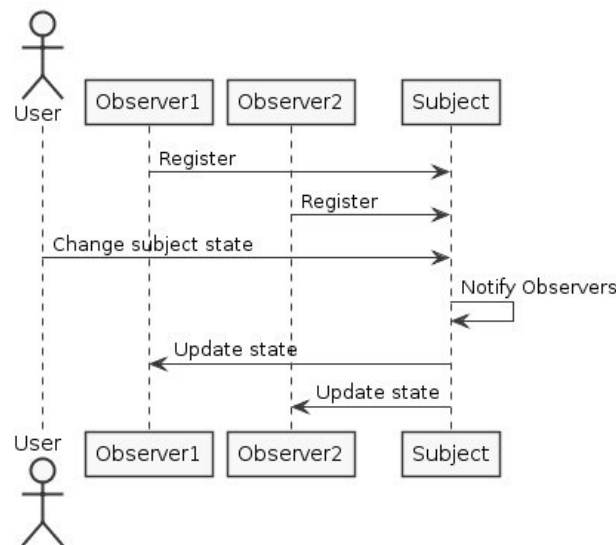 User
Observer1
Observer2
Subject
Register
Register
Change subject state
Notify Observers
Update state
Update state
User
Observer1
Observer2
Subject